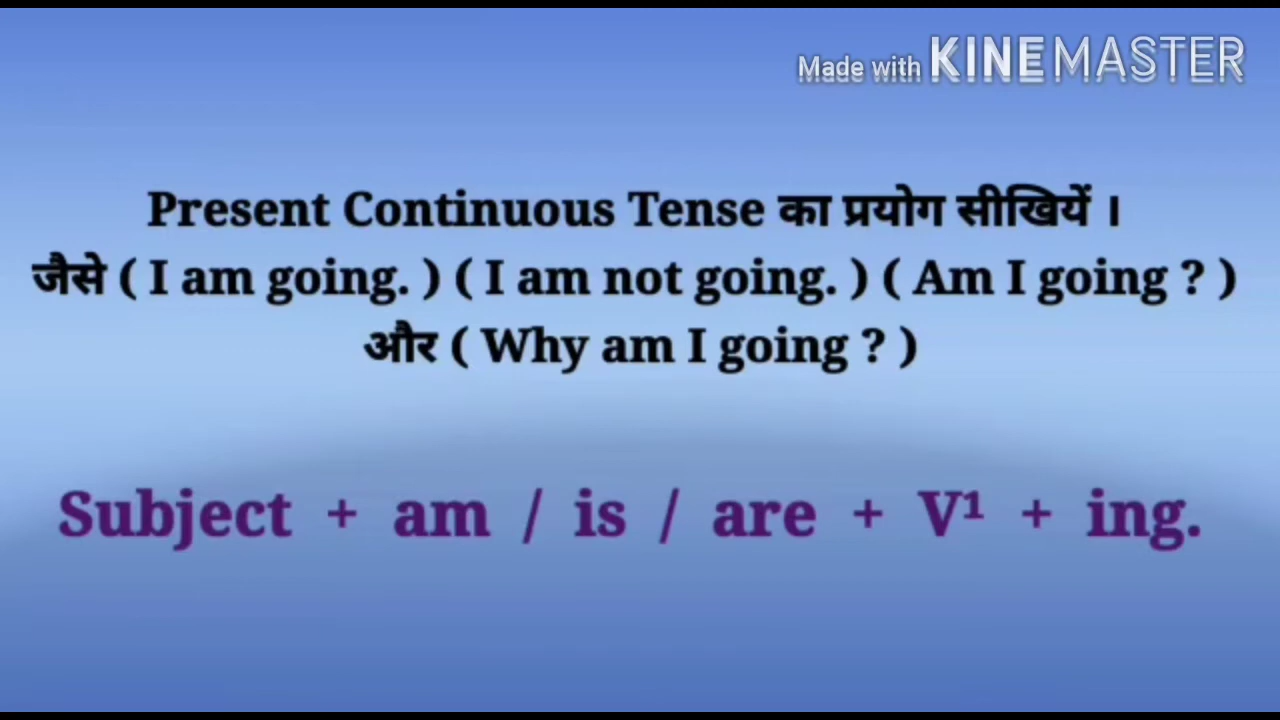 Made with KINEMASTER
Present Continuous Tense का प्रयोग सीखियें ।
जैसे ( I am going. ) ( I am not going. ) ( Am I going ? )
और ( Why am I going ? )
Subject + am / is / are + V¹ + ing.